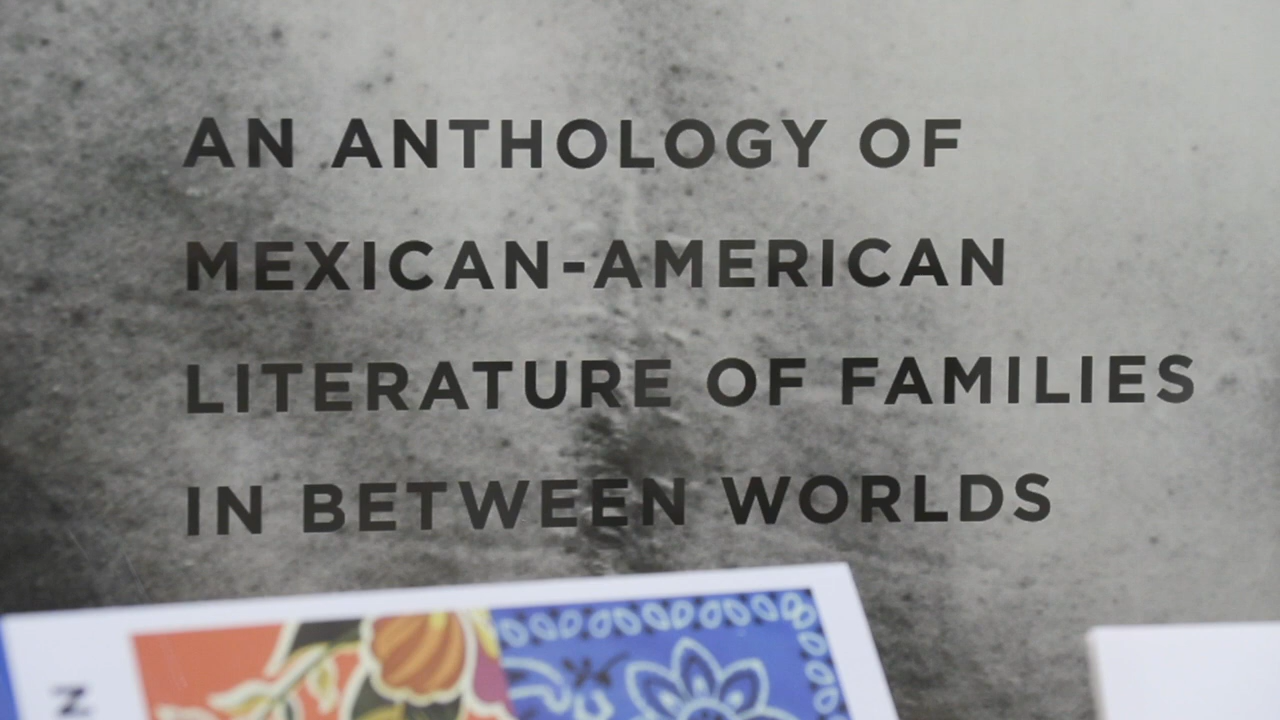 AN ANTHOLOGY OF
MEXICAN-AMERICAN
LITERATURE OF FAMILIES
IN BETWEEN WORLDS
N